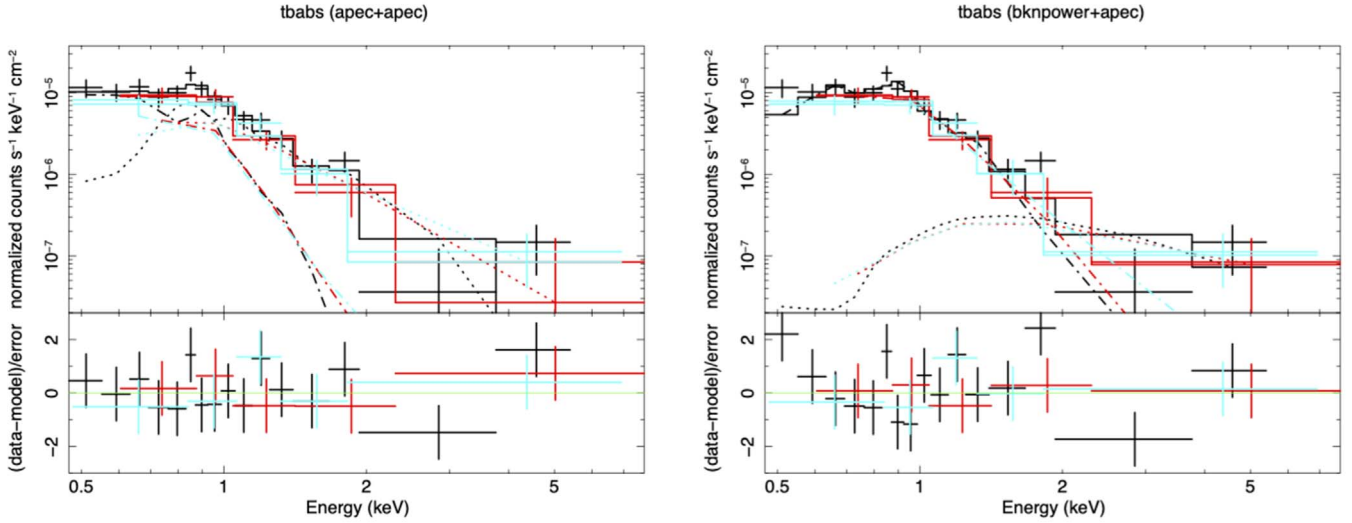 tbabs (apec+apec)
normalized counts s⁻¹ keV⁻¹ cm⁻²
10⁻⁵
10⁻⁶
10⁻⁷
(data−model)/error
2
0
−2
0.5 1 2 5
Energy (keV)
tbabs (bknpower+apec)
normalized counts s⁻¹ keV⁻¹ cm⁻²
10⁻⁵
10⁻⁶
10⁻⁷
(data−model)/error
2
0
−2
0.5 1 2 5
Energy (keV)